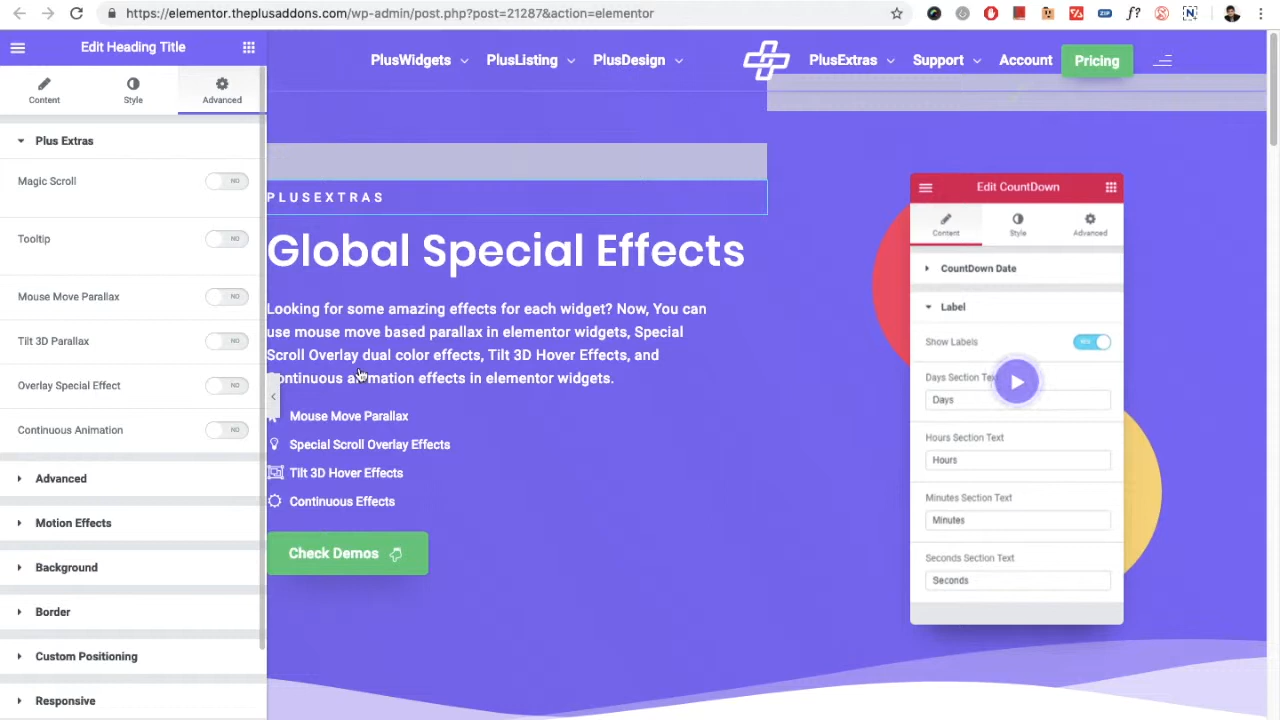 https://elementor.theplusaddons.com/wp-admin/post.php?post=21287&action=elementor
ZIP
f?
N
Edit Heading Title
PlusWidgets
PlusListing
PlusDesign
PlusExtras
Support
Account
Pricing
Content
Style
Advanced
Plus Extras
Magic Scroll
NO
Tooltip
NO
Mouse Move Parallax
NO
Tilt 3D Parallax
NO
Overlay Special Effect
NO
Continuous Animation
NO
Advanced
Motion Effects
Background
Border
Custom Positioning
Responsive
PLUSEXTRAS
Global Special Effects
Looking for some amazing effects for each widget? Now, You can
use mouse move based parallax in elementor widgets, Special
Scroll Overlay dual color effects, Tilt 3D Hover Effects, and
Continuous animation effects in elementor widgets.
Mouse Move Parallax
Special Scroll Overlay Effects
Tilt 3D Hover Effects
Continuous Effects
Check Demos
Edit CountDown
Content
Style
Advanced
CountDown Date
Label
Show Labels
YES
Days Section Text
Days
Hours Section Text
Hours
Minutes Section Text
Minutes
Seconds Section Text
Seconds